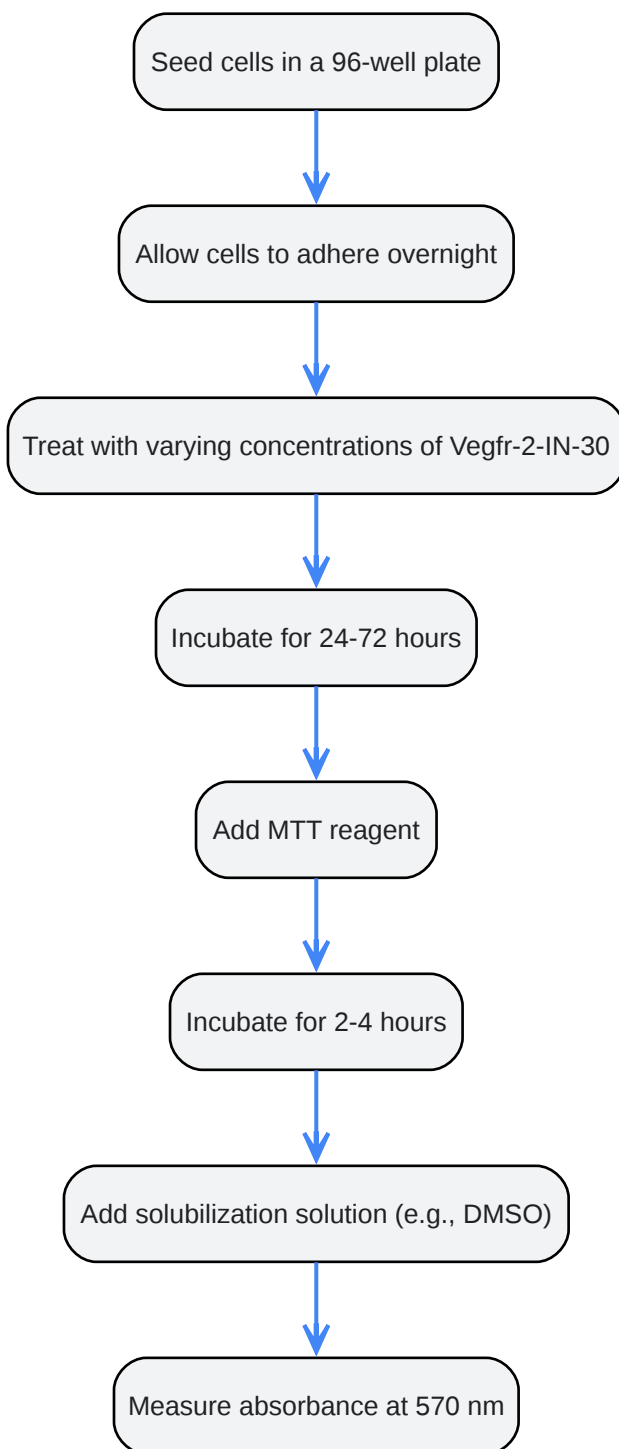 Seed cells in a 96-well plate
Allow cells to adhere overnight
Treat with varying concentrations of Vegfr-2-IN-30
Incubate for 24-72 hours
Add MTT reagent
Incubate for 2-4 hours
Add solubilization solution (e.g., DMSO)
Measure absorbance at 570 nm